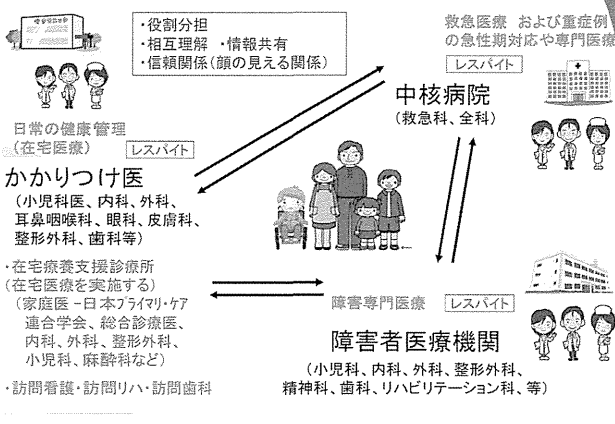 ・役割分担
・相互理解 ・情報共有
・信頼関係(顔の見える関係)
救急医療 および重症例
の急性期対応や専門医療
レスパイト
中核病院
(救急科、全科)
日常の健康管理
(在宅医療)
レスパイト
かかりつけ医
(小児科医、内科、外科、
耳鼻咽喉科、眼科、皮膚科、
整形外科、歯科等)
・在宅療養支援診療所
(在宅医療を実施する)
(家庭医-日本プライマリ・ケア
連合学会、総合診療医、
内科、外科、整形外科、
小児科、麻酔科など)
・訪問看護・訪問リハ・訪問歯科
障害専門医療
レスパイト
障害者医療機関
(小児科、内科、外科、整形外科、
精神科、歯科、リハビリテーション科、等)